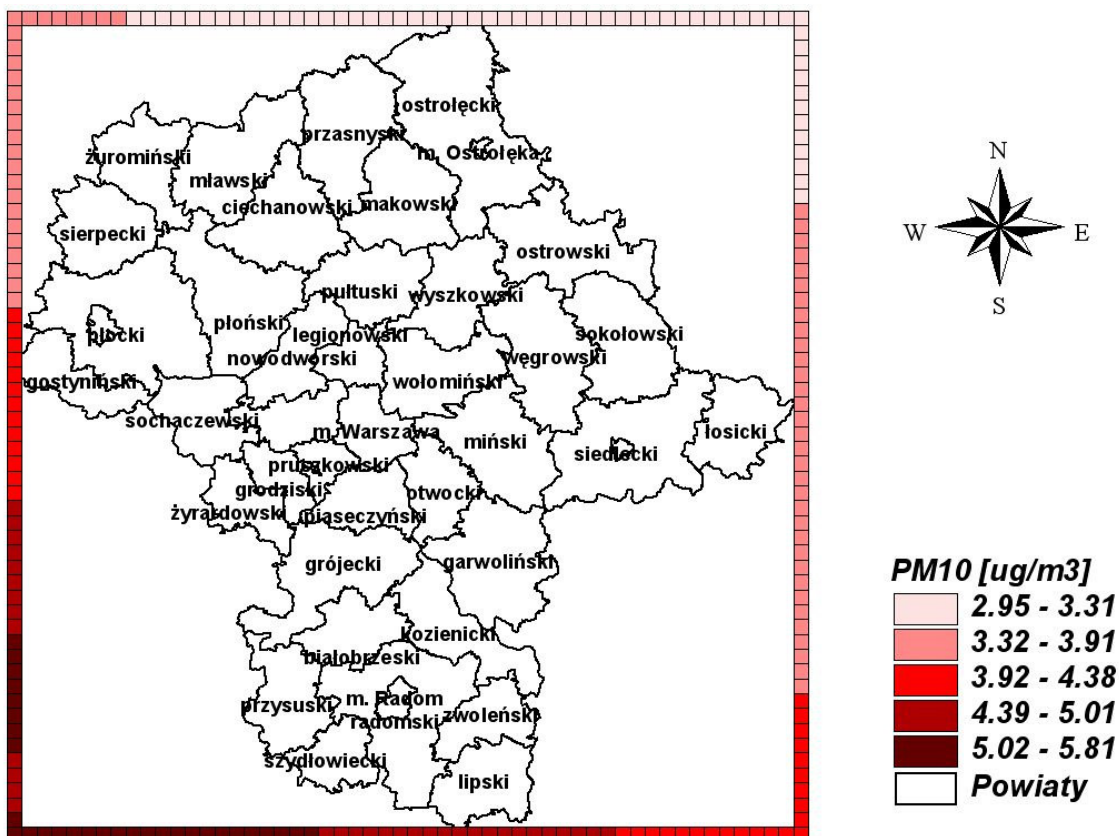 ostrołęcki
przasnyski
m. Ostrołęka
żuromiński
mławski
ciechanowski
makowski
sierpecki
ostrowski
N
W
E
S
pułtuski
wyszkowski
płoński
płocki
legionowski
sokołowski
nowodworski
węgrowski
gostyniński
wołomiński
sochaczewski
m. Warszawa
miński
łosicki
siedlecki
pruszkowski
grodziski
otwocki
żyrardowski
piaseczyński
grójecki
garwoliński
kozienicki
białobrzeski
m. Radom
przysuski
radomski
zwoleński
szydłowiecki
lipski
PM10 [ug/m3]
2.95 - 3.31
3.32 - 3.91
3.92 - 4.38
4.39 - 5.01
5.02 - 5.81
Powiaty